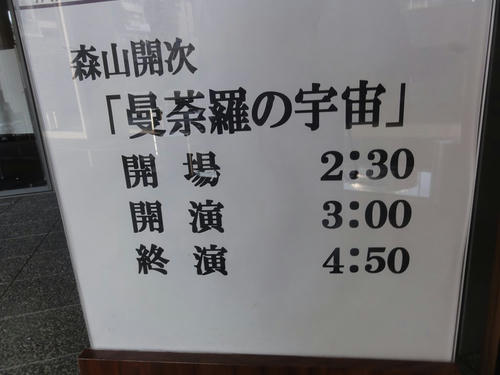 森山開次
「曼荼羅の宇宙」
開場 2:30
開演 3:00
終演 4:50